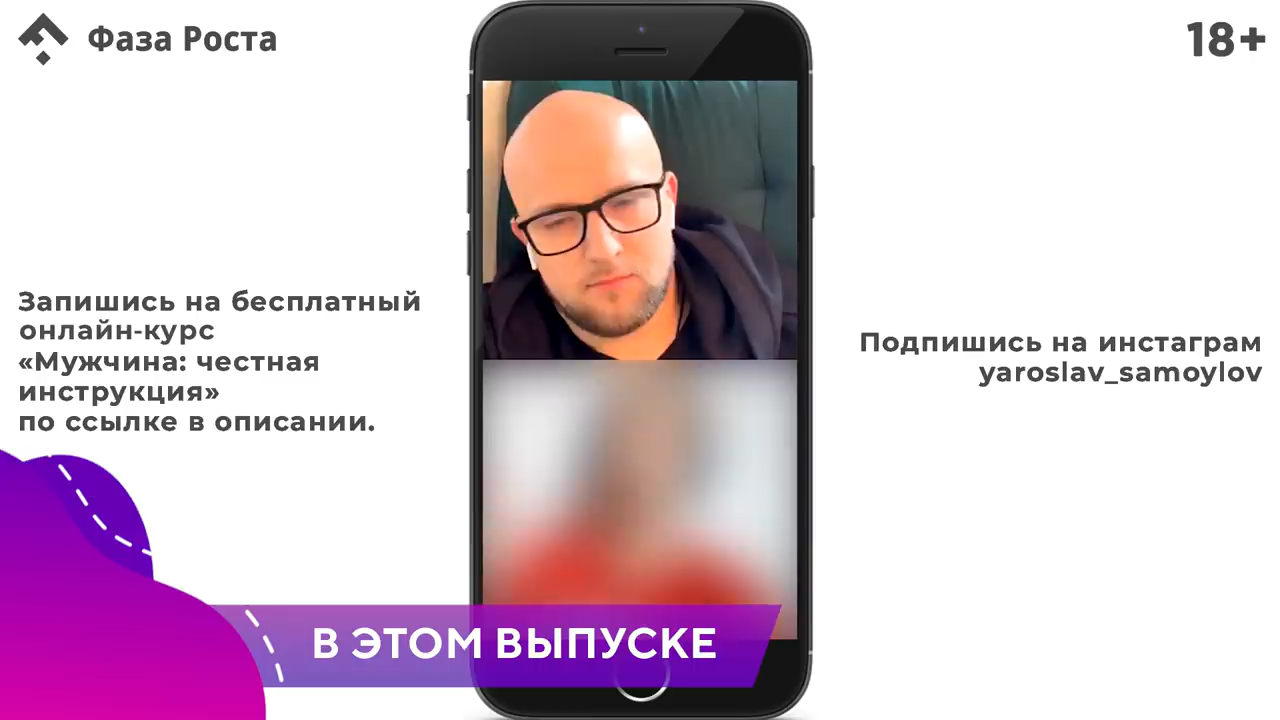 Фаза Роста
18+
Запишись на бесплатный
онлайн-курс
«Мужчина: честная
инструкция»
по ссылке в описании.
Подпишись на инстаграм
yaroslav_samoylov
В ЭТОМ ВЫПУСКЕ